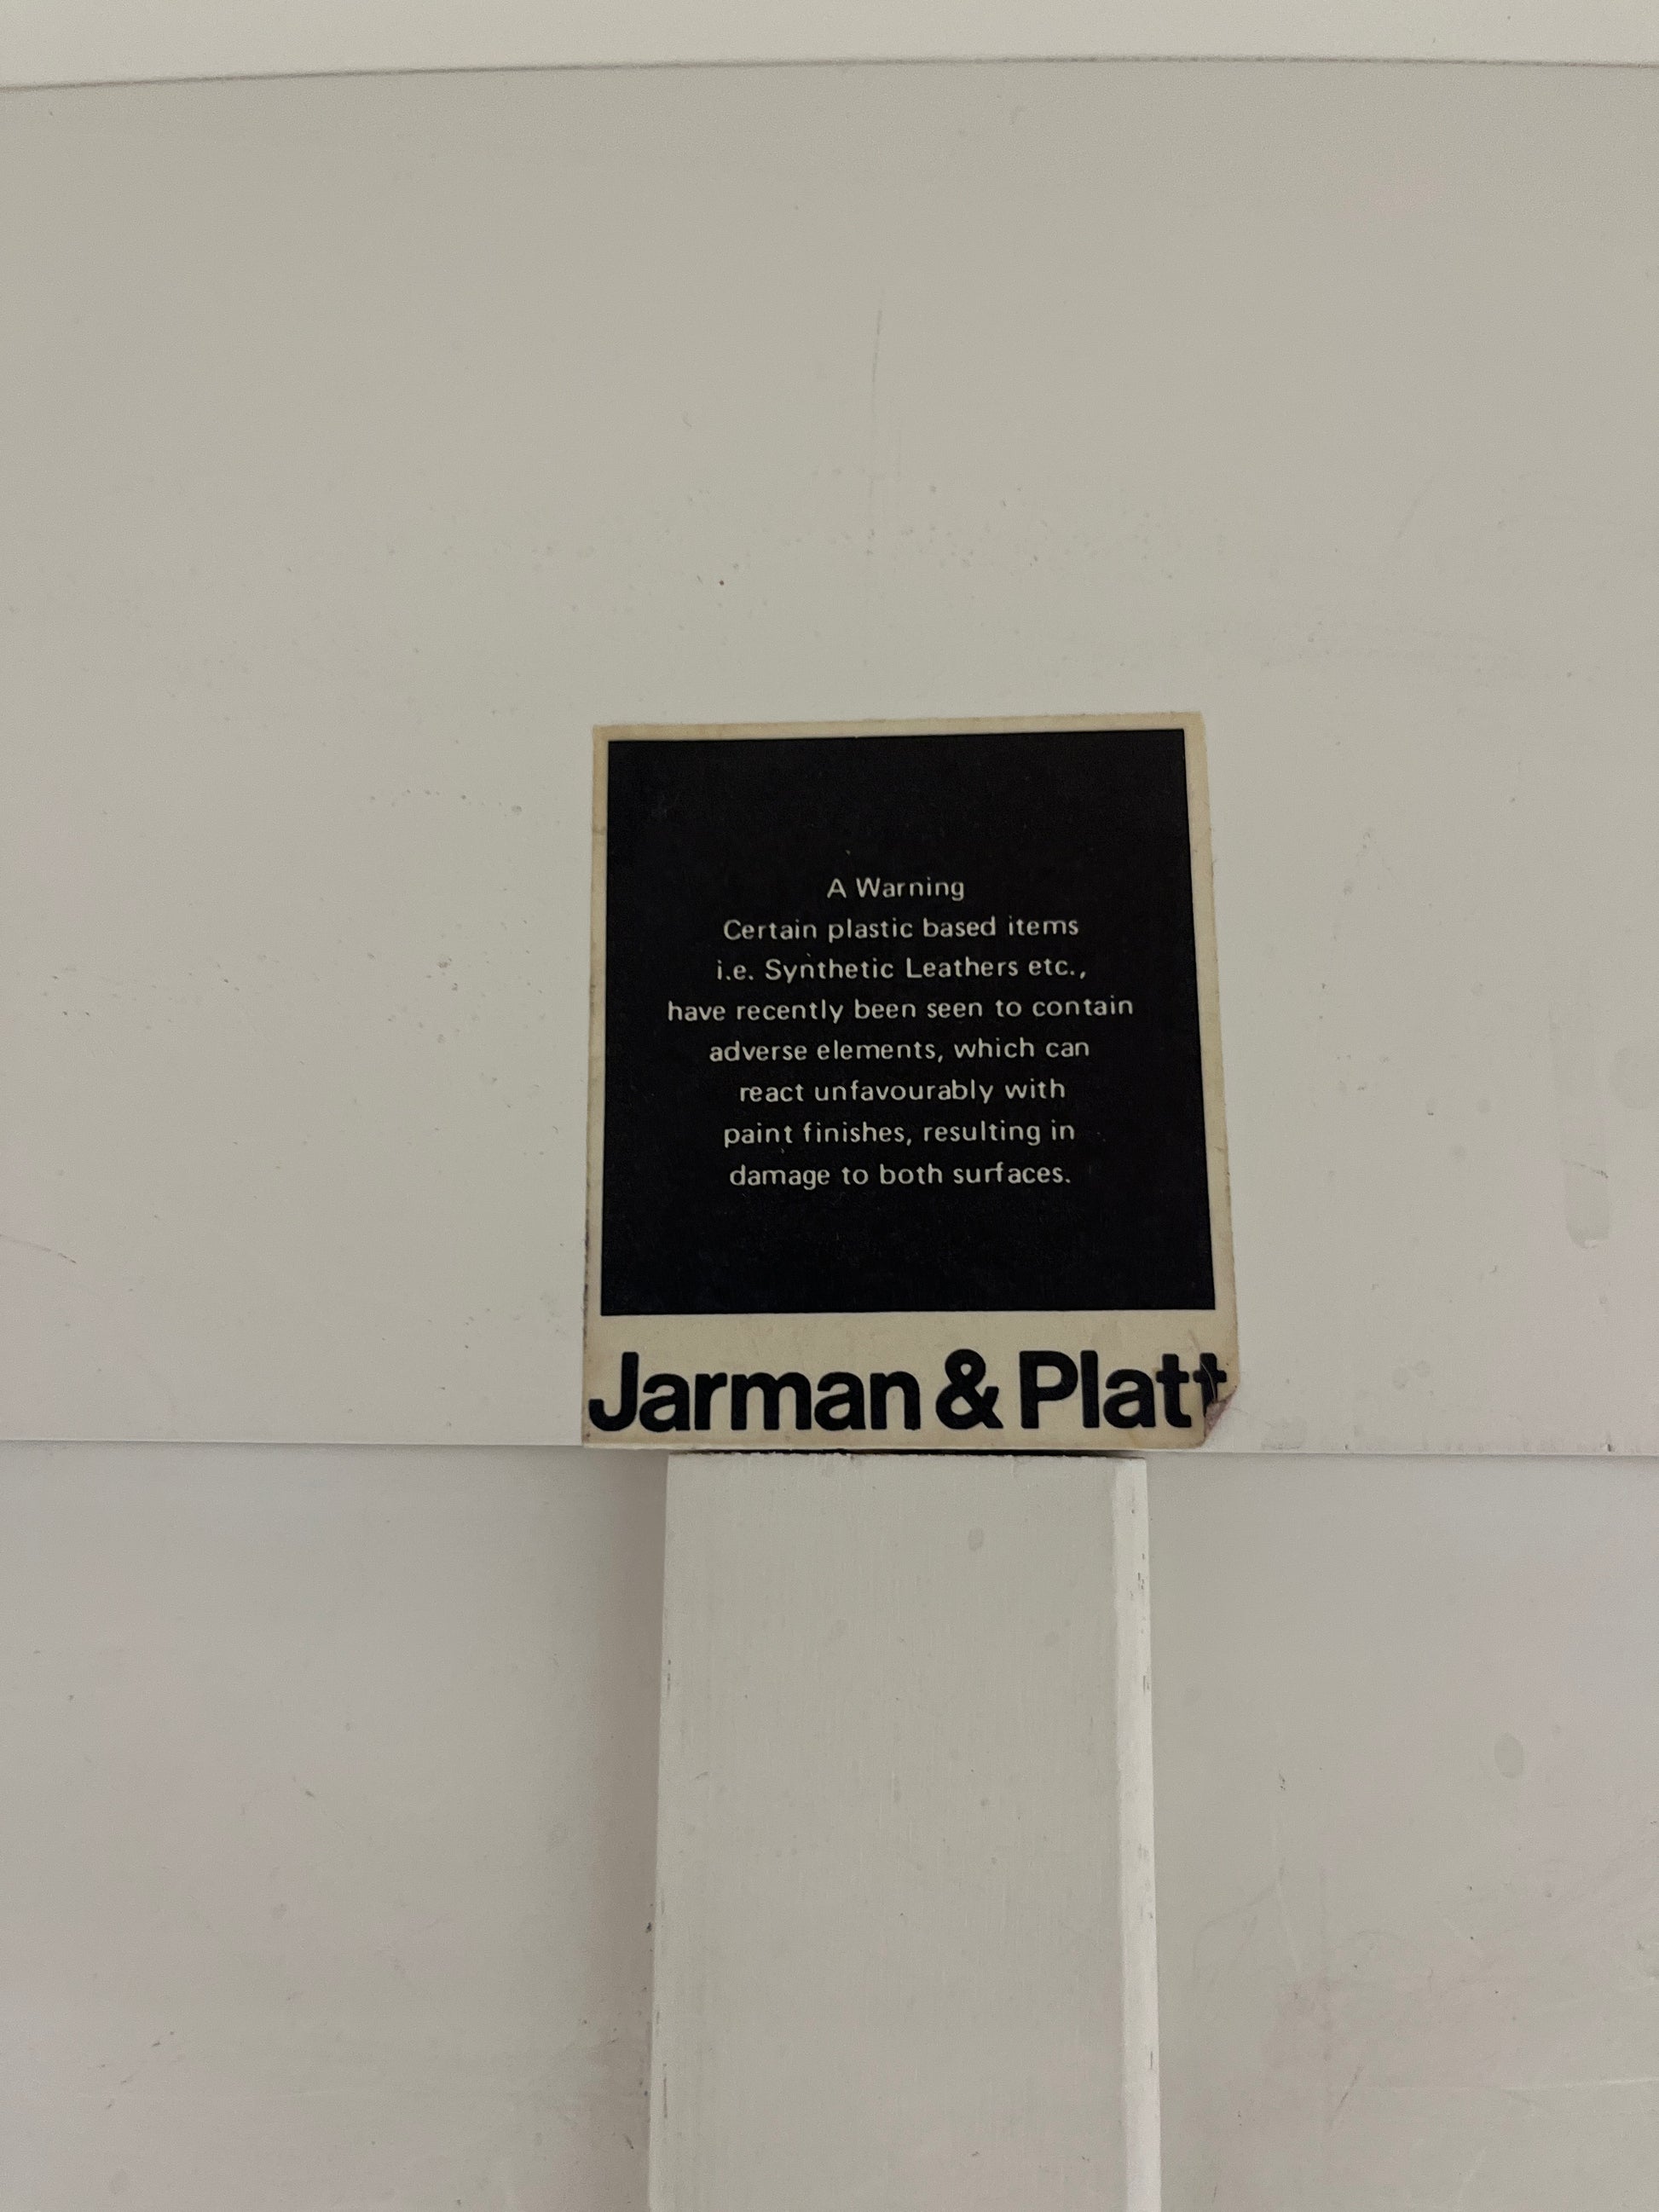 A Warning
Certain plastic based items
i.e. Synthetic Leathers etc.,
have recently been seen to contain
adverse elements, which can
react unfavourably with
paint finishes, resulting in
damage to both surfaces.
Jarman & Platt